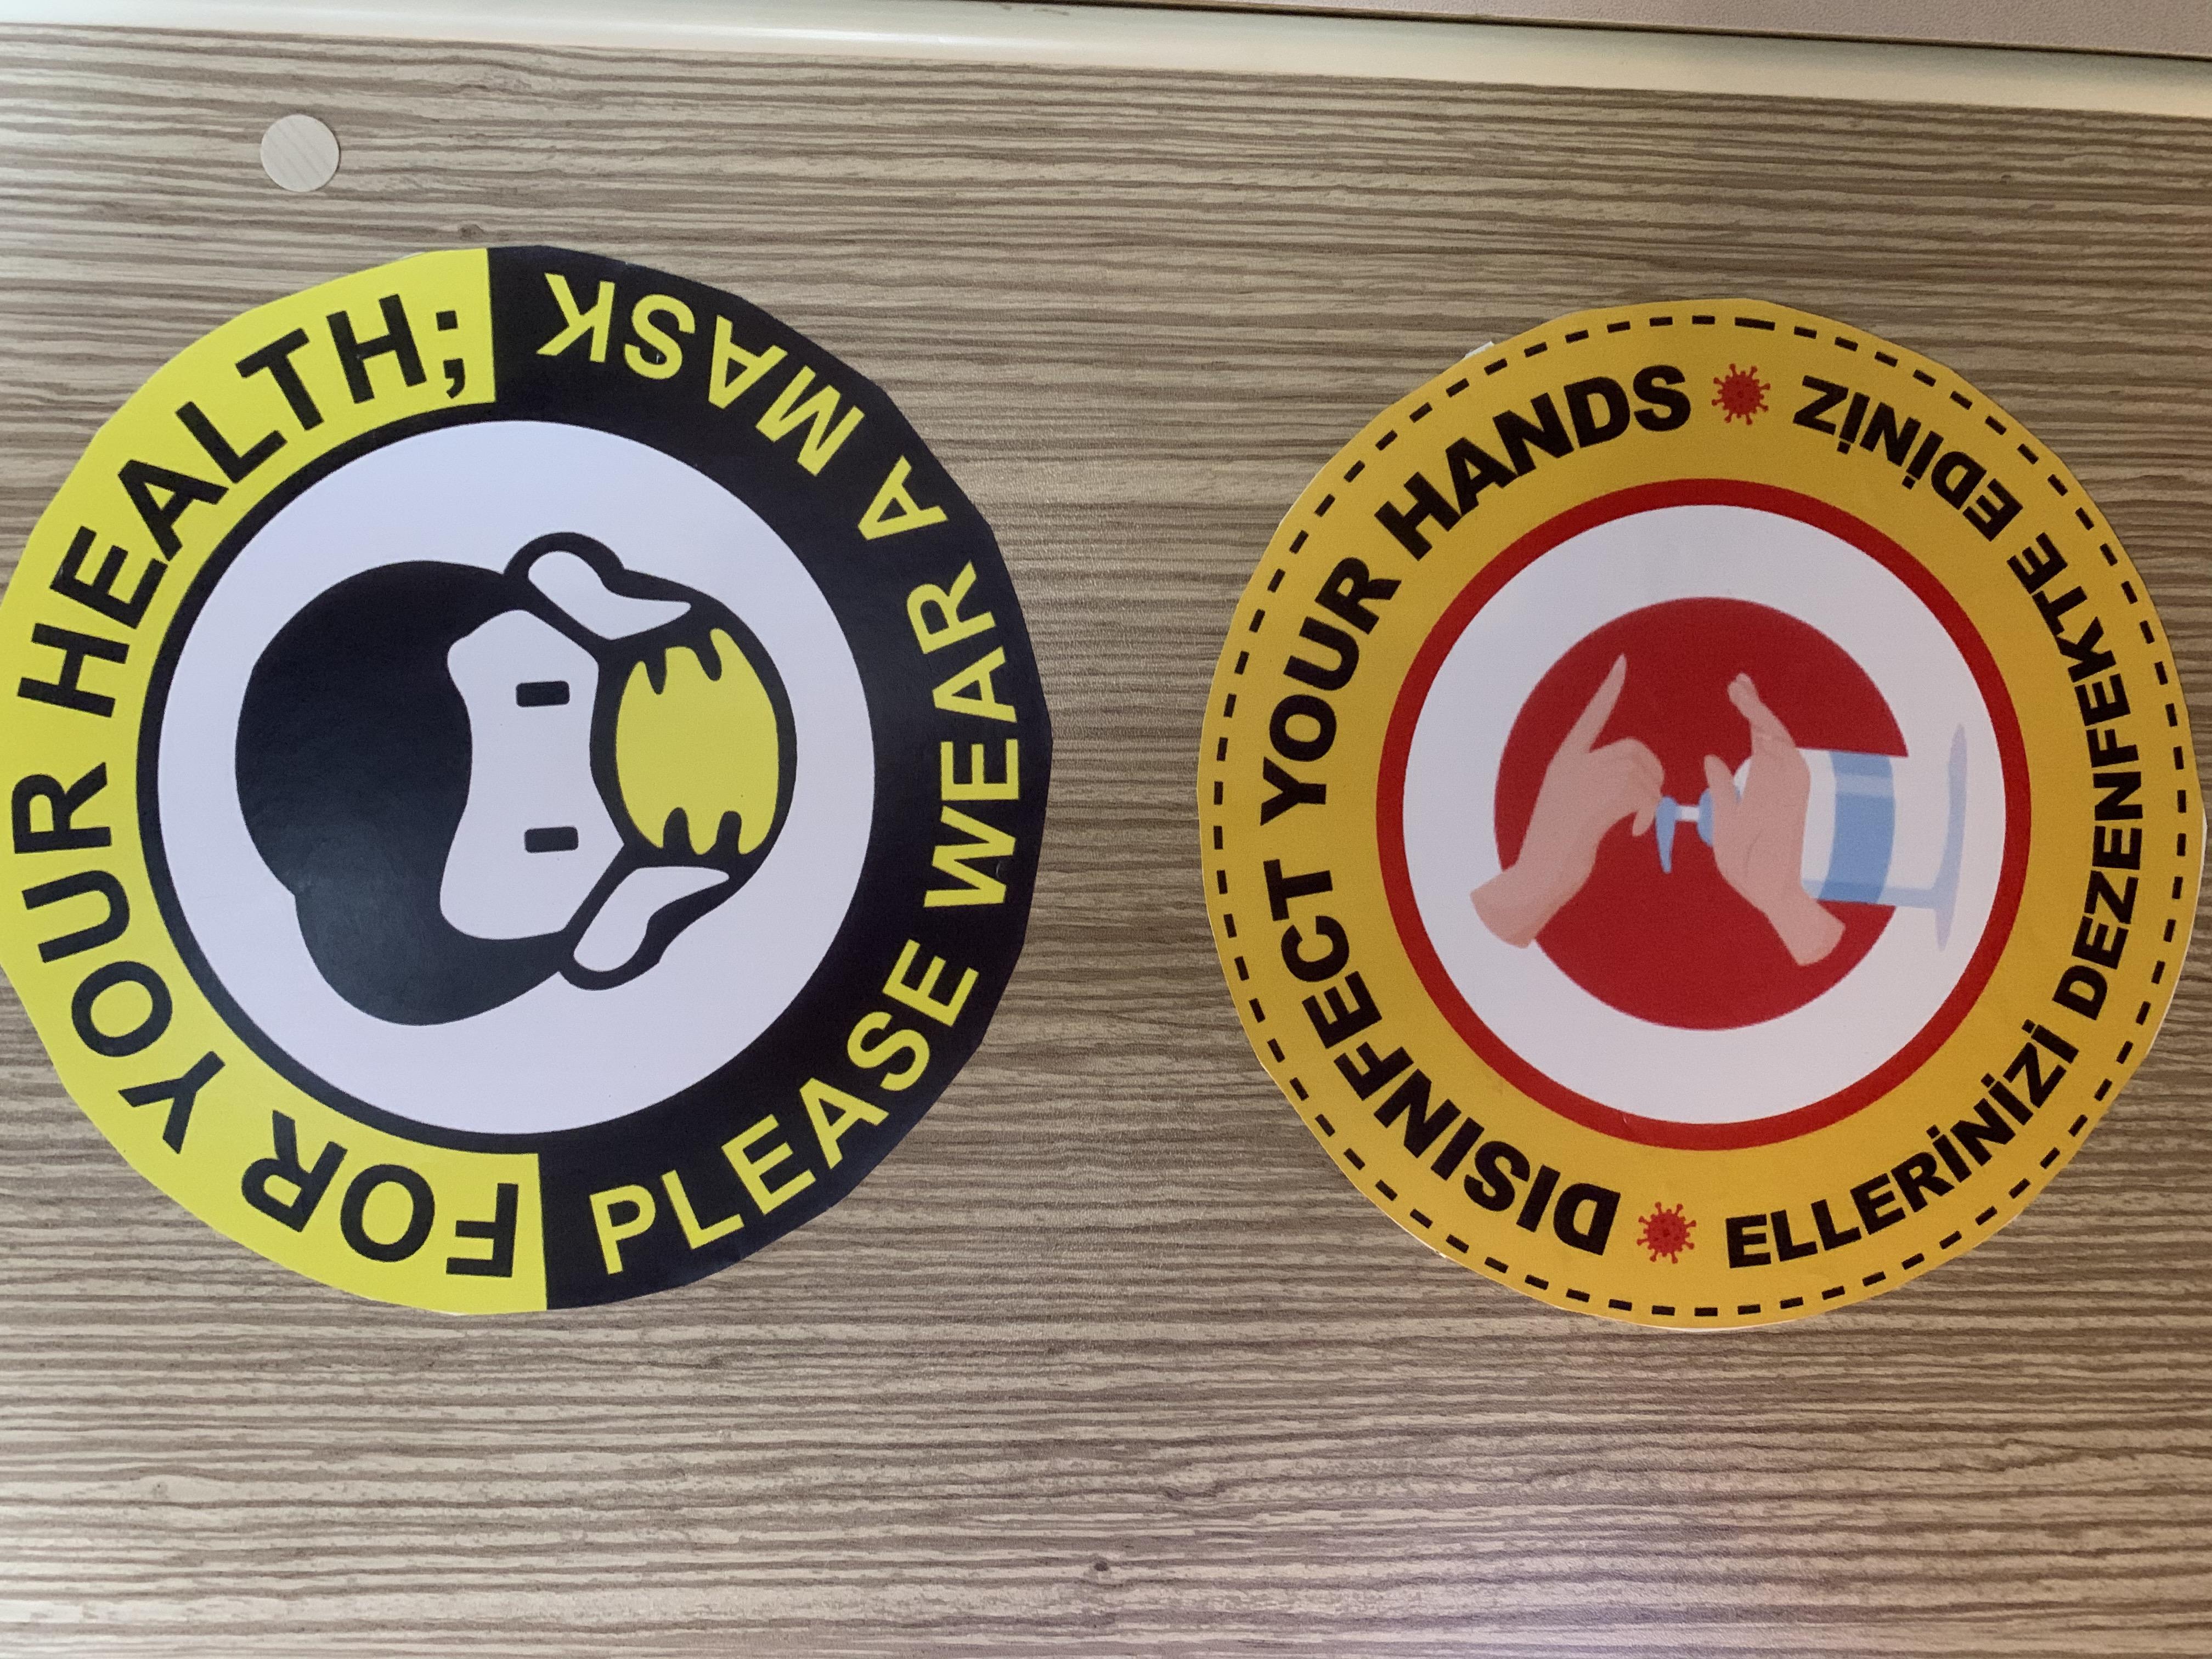 FOR YOUR HEALTH;
PLEASE WEAR A MASK
DISINFECT YOUR HANDS
ELLERİNİZİ DEZENFEKTE EDİNİZ